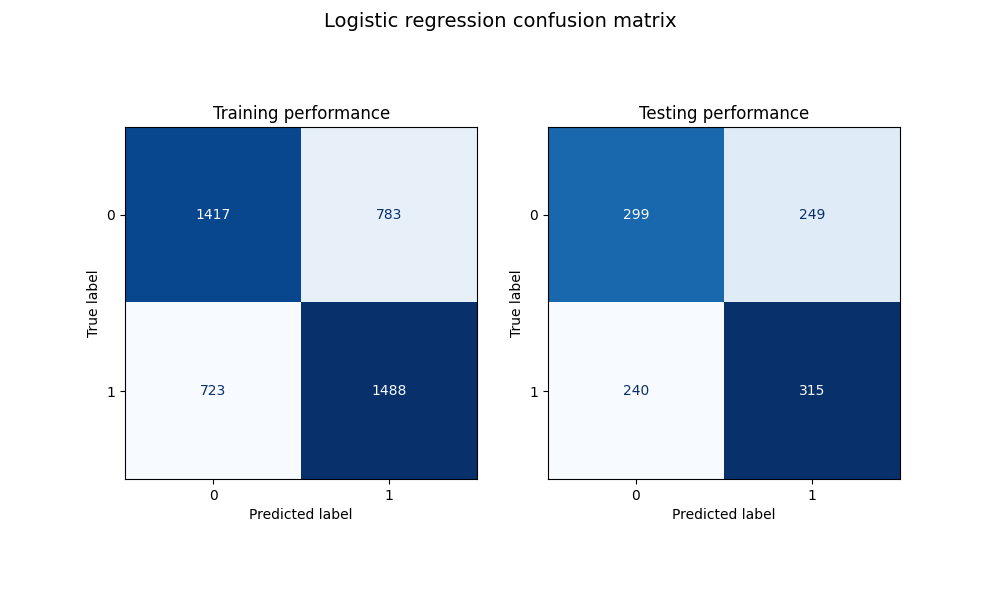 Logistic regression confusion matrix
Training performance
Testing performance
True label
0
1417
783
1
723
1488
0
1
Predicted label
True label
0
299
249
1
240
315
0
1
Predicted label